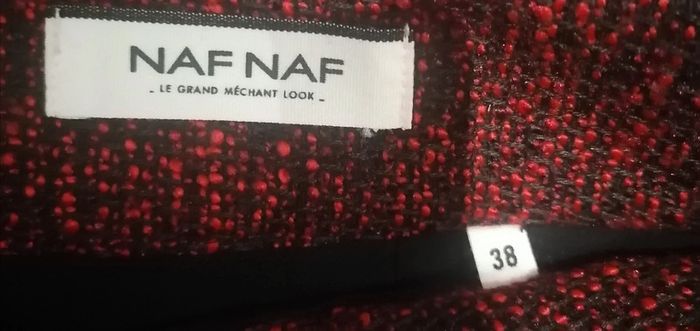 NAF NAF
- LE GRAND MÉCHANT LOOK -
38